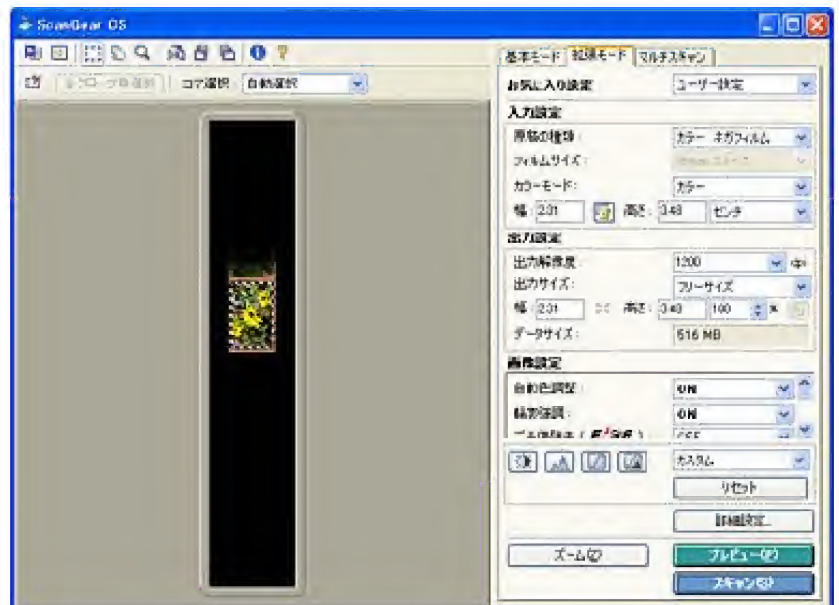 ScanGear CS
基本モード 拡張モード マルチスキャン
コマ選択: 自動選択
お気に入り設定 ユーザー設定
入力設定
原稿の種類: カラー ネガフィルム
フィルムサイズ:
カラーモード: カラー
幅: 2.31 高さ: 3.48 センチ
出力設定
出力解像度: 1200 dpi
出力サイズ: フリーサイズ
幅: 2.31 高さ: 3.48 100 %
データサイズ: 5.16 MB
画像設定
自動色調整: ON
輪郭強調: ON
OFF
カスタム
リセット
詳細設定...
ズーム(Z) プレビュー(P)
スキャン(S)